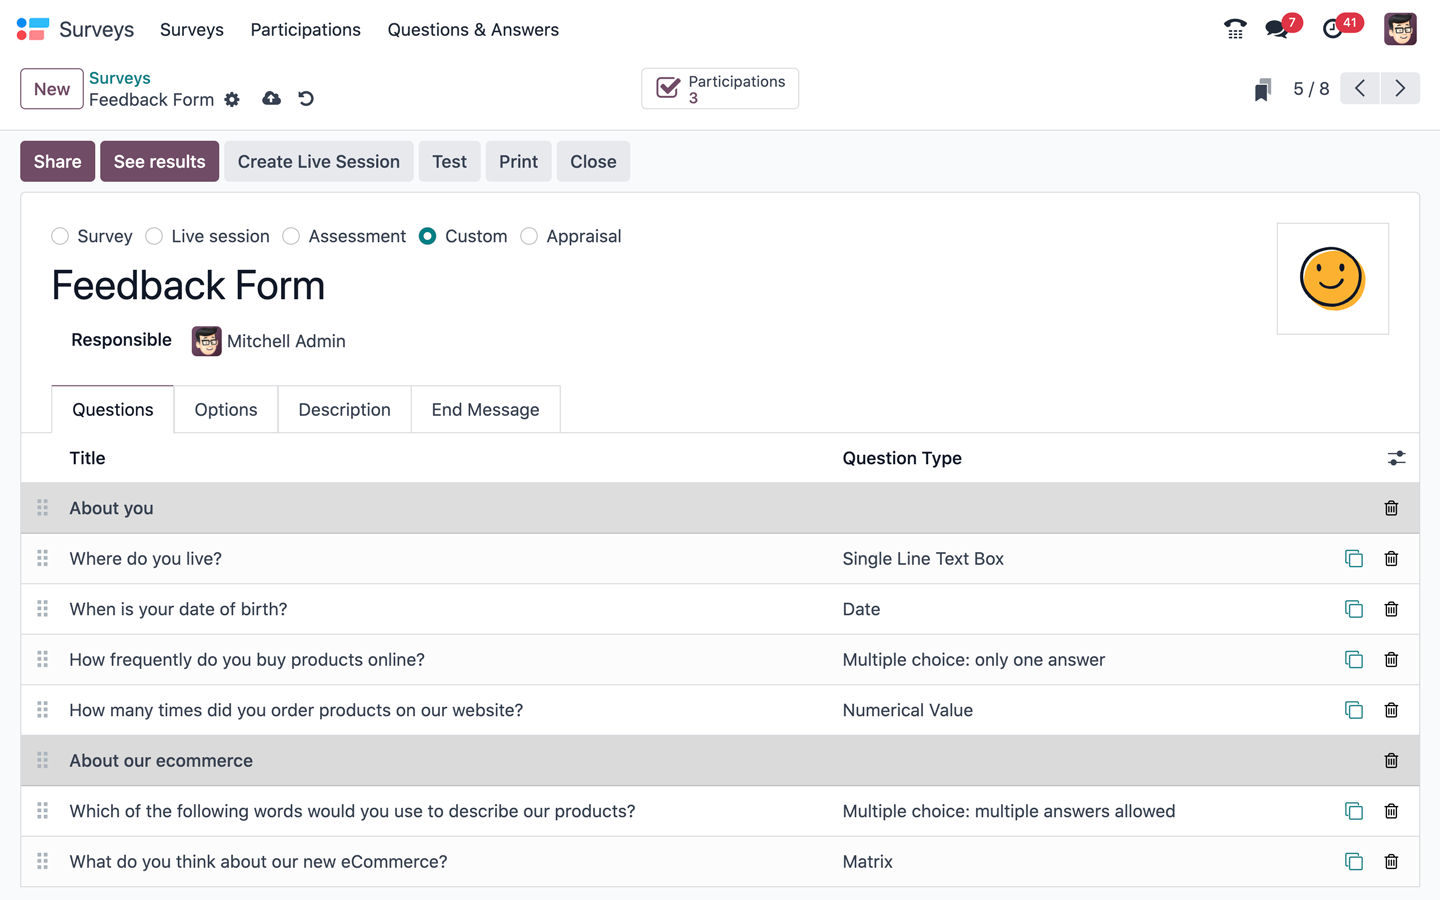 Surveys Surveys Participations Questions & Answers 7 41
New Surveys
Feedback Form
Participations
3
5 / 8
Share See results Create Live Session Test Print Close
Survey Live session Assessment Custom Appraisal
Feedback Form
Responsible Mitchell Admin
Questions Options Description End Message
Title Question Type
About you
Where do you live? Single Line Text Box
When is your date of birth? Date
How frequently do you buy products online? Multiple choice: only one answer
How many times did you order products on our website? Numerical Value
About our ecommerce
Which of the following words would you use to describe our products? Multiple choice: multiple answers allowed
What do you think about our new eCommerce? Matrix